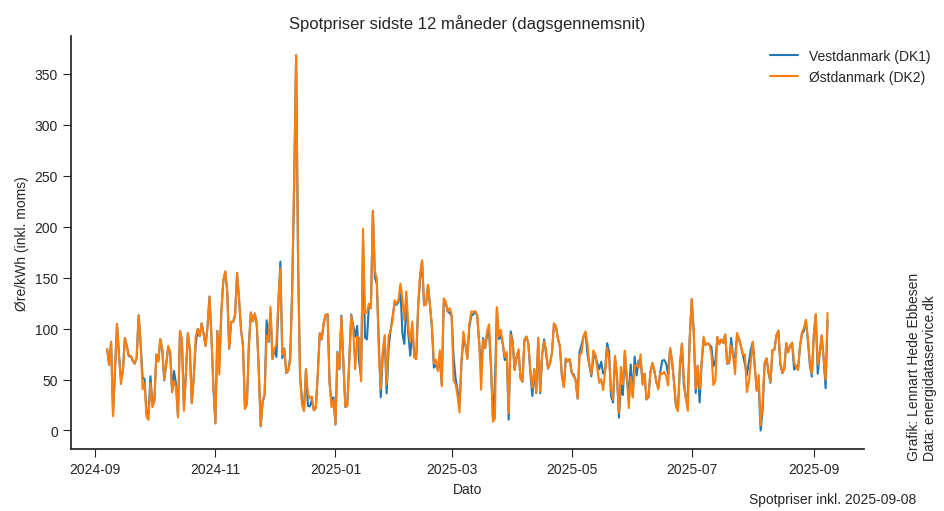 Spotpriser sidste 12 måneder (dagsgennemsnit)
Vestdanmark (DK1)
Østdanmark (DK2)
Øre/kWh (inkl. moms)
350
300
250
200
150
100
50
0
2024-09 2024-11 2025-01 2025-03 2025-05 2025-07 2025-09
Dato
Grafik: Lennart Hede Ebbesen
Data: energidataservice.dk
Spotpriser inkl. 2025-09-08